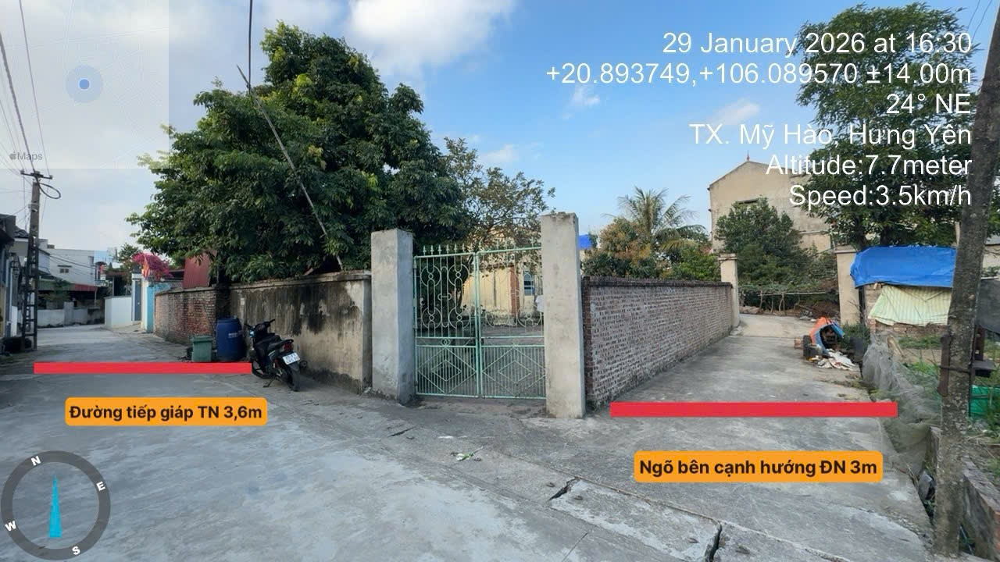 29 January 2026 at 16:30
+20.893749,+106.089570 ±14.00m
24° NE
TX. Mỹ Hào, Hưng Yên
Altitude:7.7meter
Speed:3.5km/h
Maps
Đường tiếp giáp TN 3,6m
Ngõ bên cạnh hướng ĐN 3m
N
E
W
S